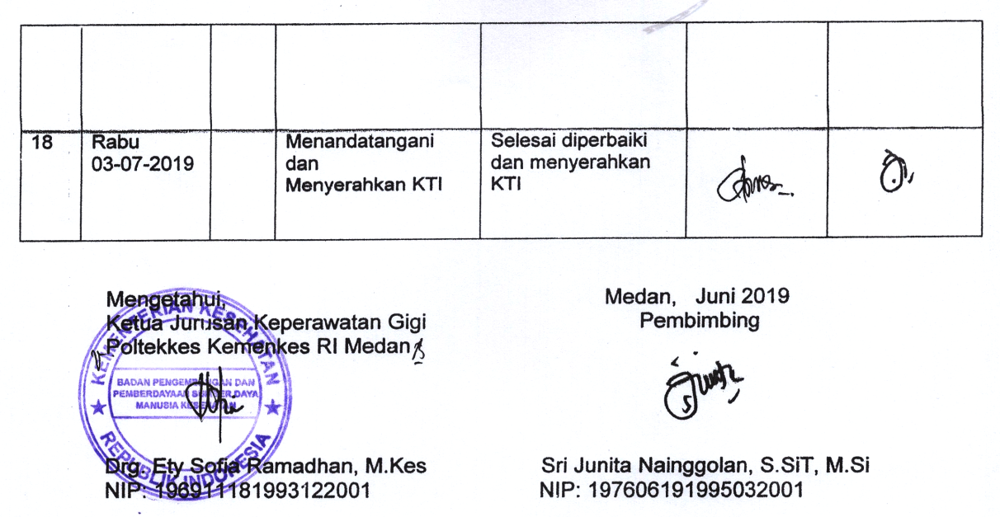 18
Rabu
03-07-2019
Menandatangani
dan
Menyerahkan KTI
Selesai diperbaiki
dan menyerahkan
KTI
Mengetahui,
Ketua Jurusan Keperawatan Gigi
Poltekkes Kemenkes RI Medan
KEMENTERIAN KESEHATAN
BADAN PENGEMBANGAN DAN
PEMBERDAYAAN SUMBER DAYA
MANUSIA KESEHATAN
REPUBLIK INDONESIA
Drg. Ety Sofia Ramadhan, M.Kes
NIP: 196911181993122001
Medan, Juni 2019
Pembimbing
Sri Junita Nainggolan, S.SiT, M.Si
NIP: 197606191995032001